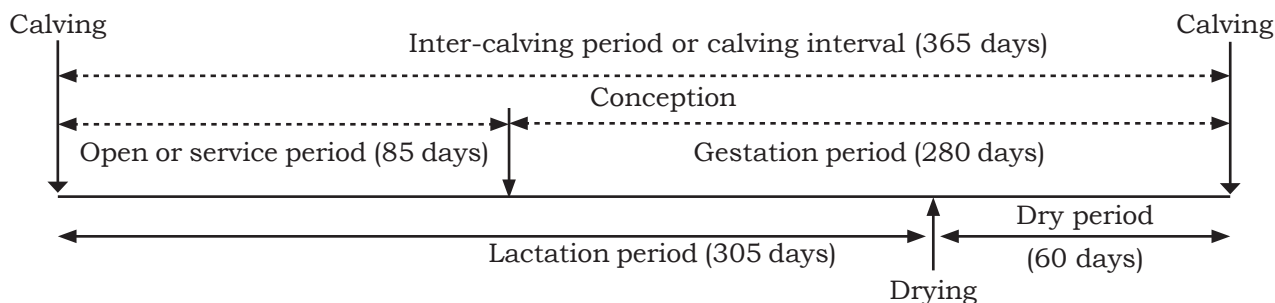 Calving
Calving
Inter-calving period or calving interval (365 days)
Conception
Open or service period (85 days)
Gestation period (280 days)
Dry period
Lactation period (305 days)
(60 days)
Drying